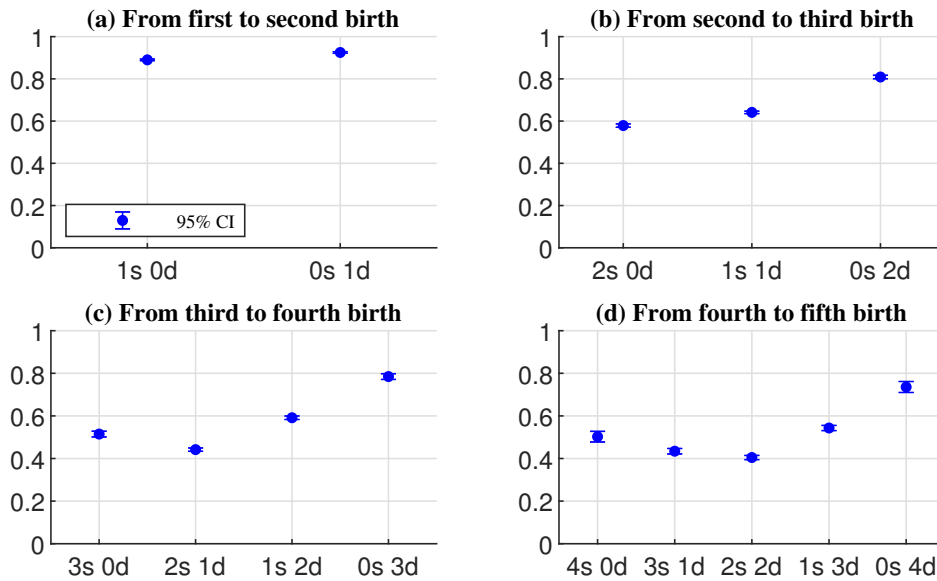 (a) From first to second birth
1
0.8
0.6
0.4
0.2
0
95% CI
1s 0d 0s 1d
(b) From second to third birth
1
0.8
0.6
0.4
0.2
0
2s 0d 1s 1d 0s 2d
(c) From third to fourth birth
1
0.8
0.6
0.4
0.2
0
3s 0d 2s 1d 1s 2d 0s 3d
(d) From fourth to fifth birth
1
0.8
0.6
0.4
0.2
0
4s 0d 3s 1d 2s 2d 1s 3d 0s 4d